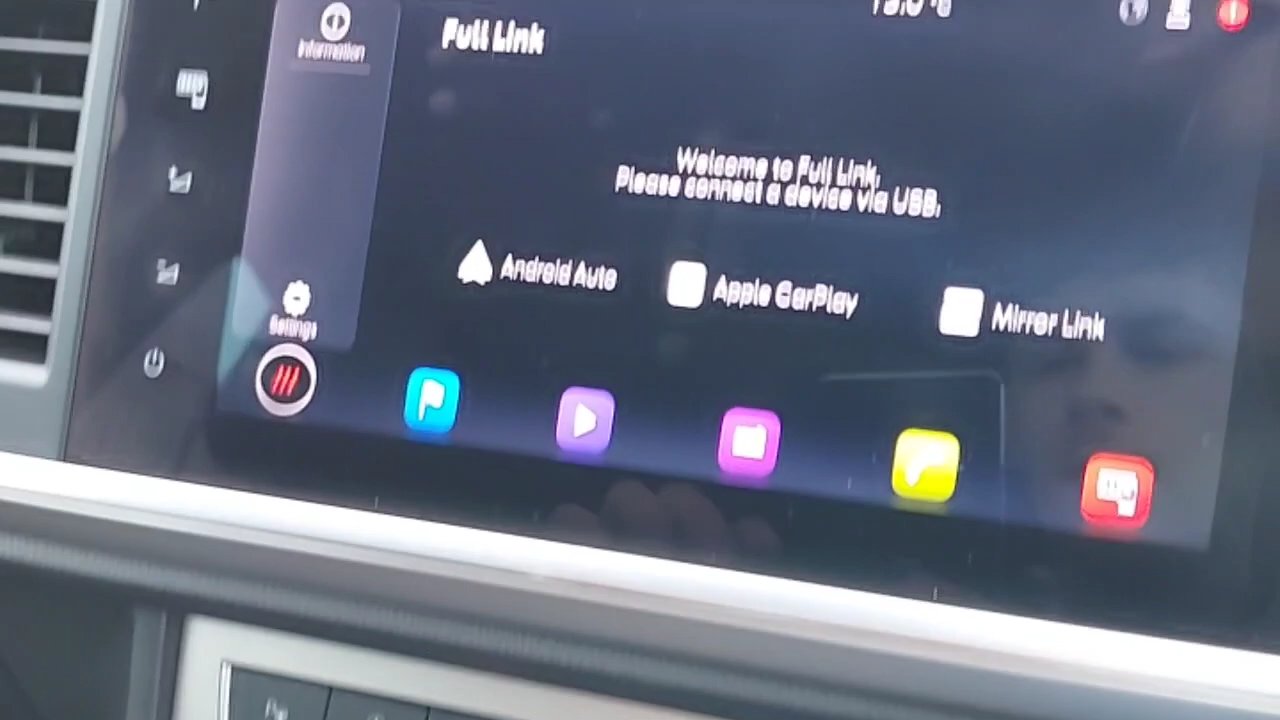 Information
Full Link
Welcome to Full Link.
Please connect a device via USB.
Android Auto
Apple CarPlay
Mirror Link
Settings